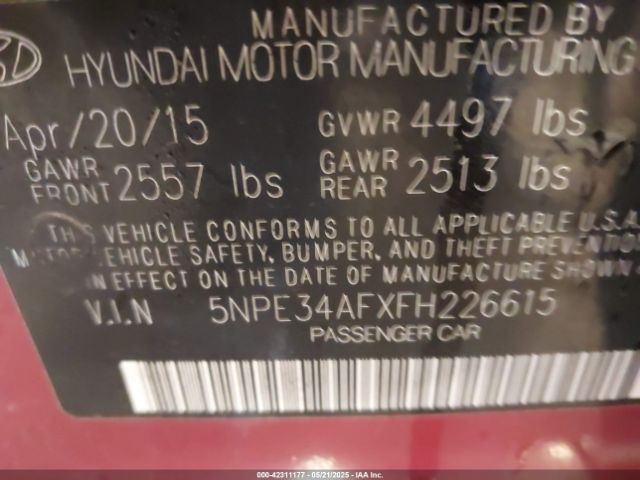 MANUFACTURED BY
HYUNDAI MOTOR MANUFACTURING
Apr/20/15 GVWR 4497 lbs
GAWR FRONT 2557 lbs GAWR REAR 2513 lbs
THIS VEHICLE CONFORMS TO ALL APPLICABLE U.S.A.
MOTOR VEHICLE SAFETY, BUMPER, AND THEFT PREVENTION
IN EFFECT ON THE DATE OF MANUFACTURE SHOWN
V.I.N 5NPE34AFXFH226615
PASSENGER CAR
000-42311177 - 05/21/2025 - IAA Inc.